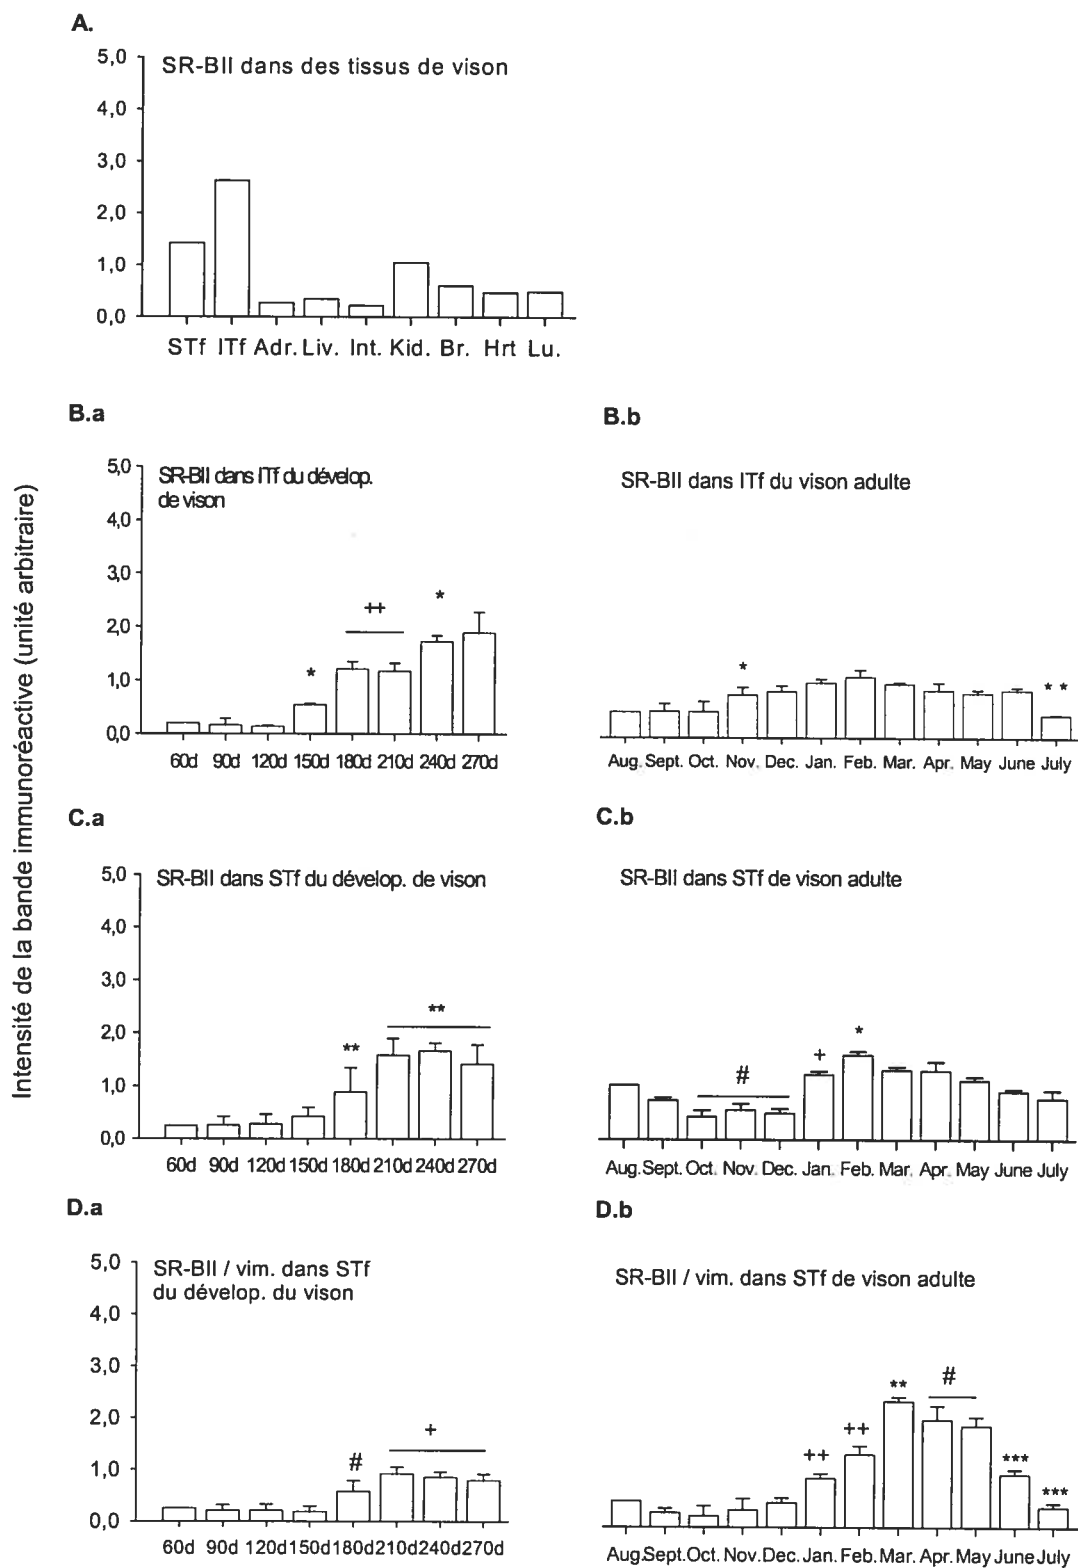 A.
SR-BII dans des tissus de vison
5,0
4,0
3,0
2,0
1,0
0,0
STf ITf Adr. Liv. Int. Kid. Br. Hrt Lu.
Intensité de la bande immunoréactive (unité arbitraire)
B.a
SR-BII dans ITf du dévelop.
de vison
5,0
4,0
3,0
2,0
1,0
0,0
*
++
*
60d 90d 120d 150d 180d 210d 240d 270d
B.b
SR-BII dans ITf du vison adulte
*
* *
Aug. Sept. Oct. Nov. Dec. Jan. Feb. Mar. Apr. May June July
C.a
SR-BII dans STf du dévelop. de vison
5,0
4,0
3,0
2,0
1,0
0,0
**
**
60d 90d 120d 150d 180d 210d 240d 270d
C.b
SR-BII dans STf de vison adulte
#
+
*
Aug. Sept. Oct. Nov. Dec. Jan. Feb. Mar. Apr. May June July
D.a
SR-BII / vim. dans STf
du dévelop. du vison
5,0
4,0
3,0
2,0
1,0
0,0
#
+
60d 90d 120d 150d 180d 210d 240d 270d
D.b
SR-BII / vim. dans STf de vison adulte
++
++
**
#
***
***
Aug. Sept. Oct. Nov. Dec. Jan. Feb. Mar. Apr. May June July